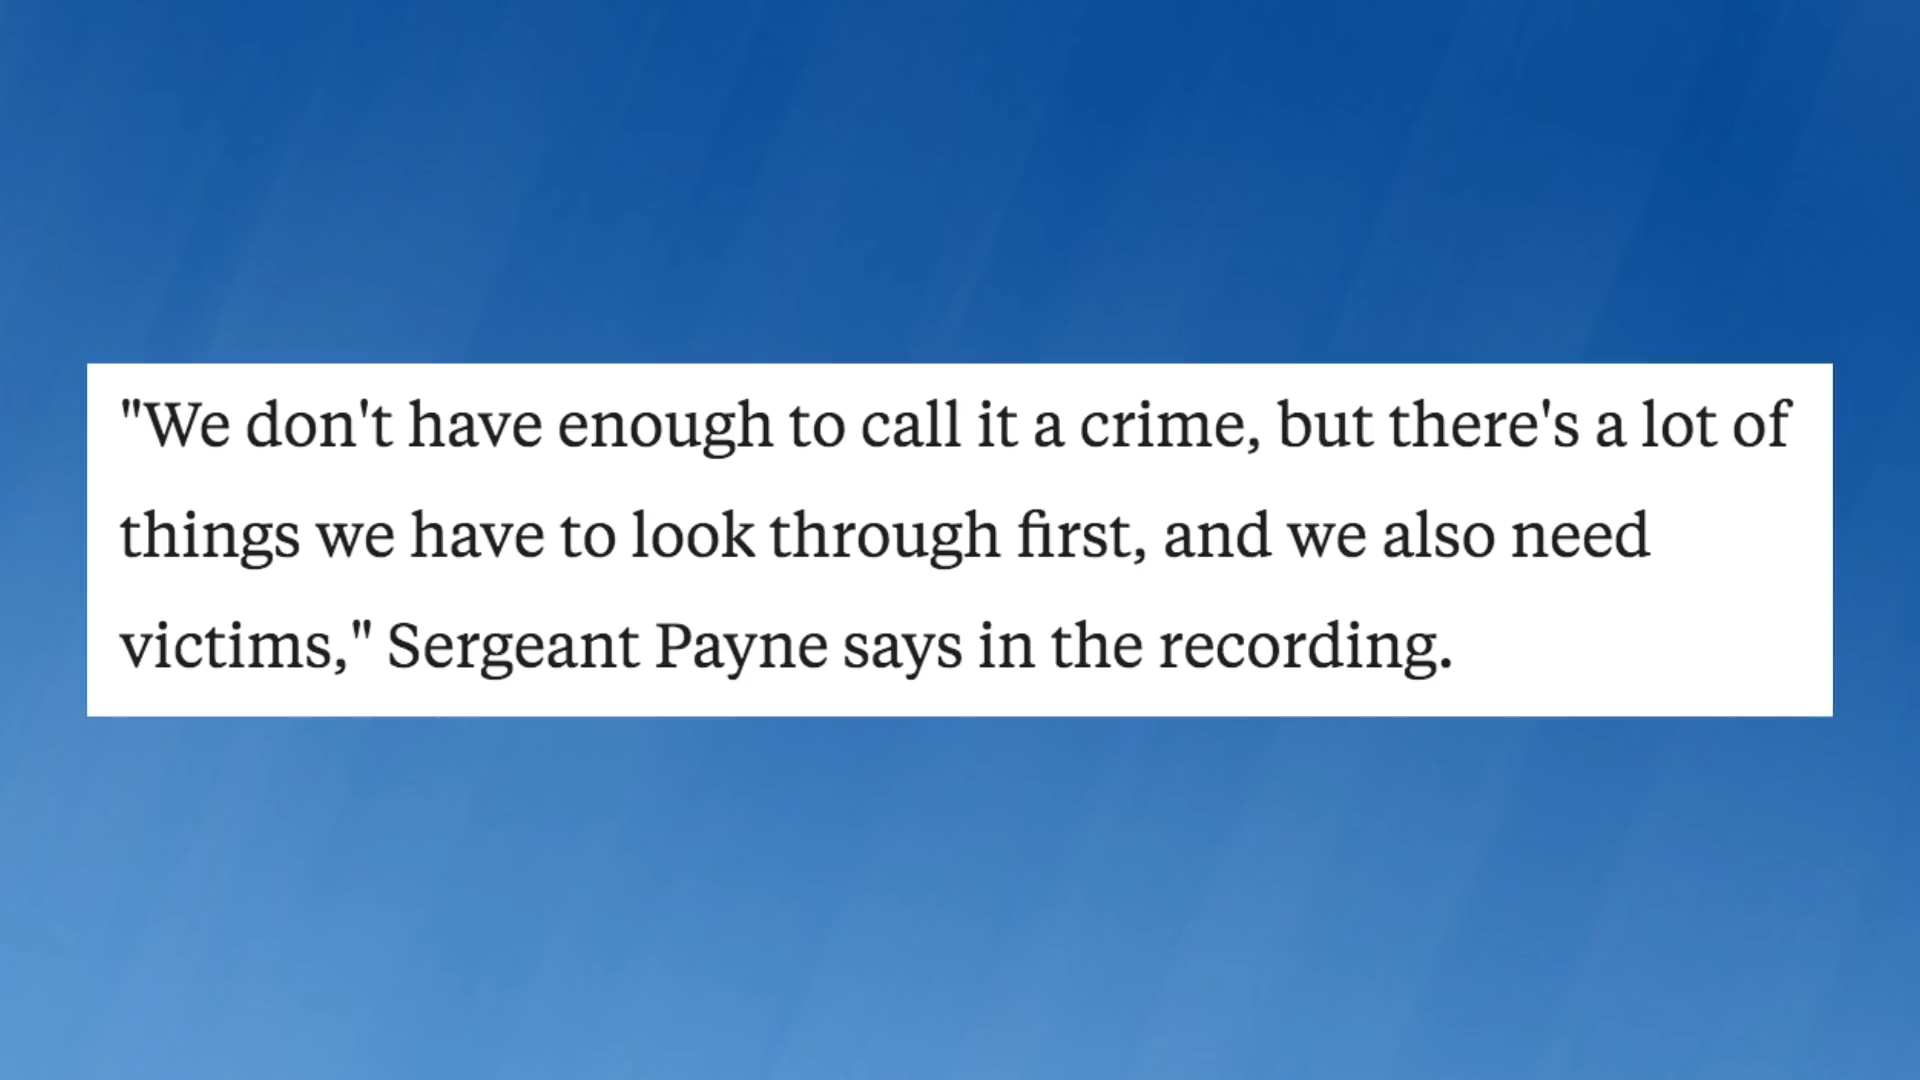 "We don't have enough to call it a crime, but there's a lot of
things we have to look through first, and we also need
victims," Sergeant Payne says in the recording.